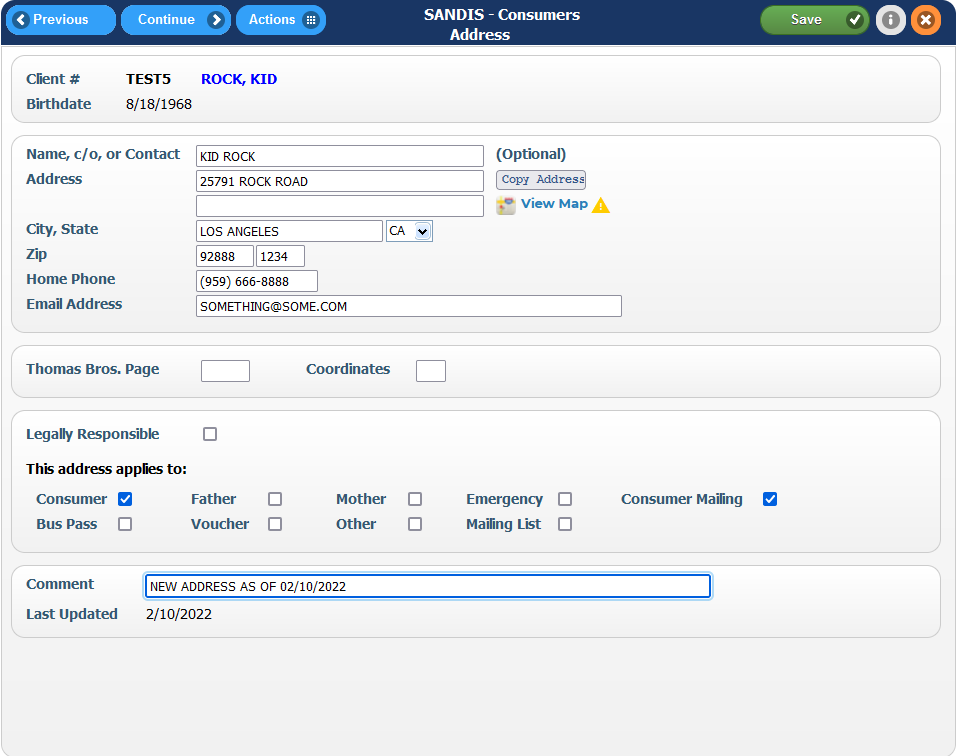 Previous Continue Actions SANDIS - Consumers Save
Address
Client # TEST5 ROCK, KID
Birthdate 8/18/1968
Name, c/o, or Contact KID ROCK (Optional)
Address 25791 ROCK ROAD Copy Address
View Map
City, State LOS ANGELES CA
Zip 92888 1234
Home Phone (959) 666-8888
Email Address SOMETHING@SOME.COM
Thomas Bros. Page Coordinates
Legally Responsible
This address applies to:
Consumer Father Mother Emergency Consumer Mailing
Bus Pass Voucher Other Mailing List
Comment NEW ADDRESS AS OF 02/10/2022
Last Updated 2/10/2022